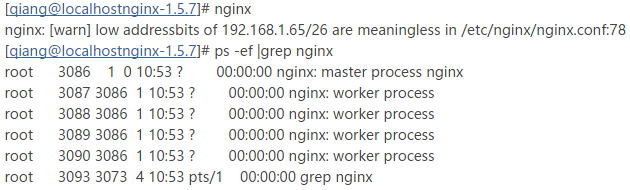 [qiang@localhostnginx-1.5.7]# nginx
nginx: [warn] low addressbits of 192.168.1.65/26 are meaningless in /etc/nginx/nginx.conf:78
[qiang@localhostnginx-1.5.7]# ps -ef |grep nginx
root 3086 1 0 10:53 ? 00:00:00 nginx: master process nginx
root 3087 3086 1 10:53 ? 00:00:00 nginx: worker process
root 3088 3086 1 10:53 ? 00:00:00 nginx: worker process
root 3089 3086 1 10:53 ? 00:00:00 nginx: worker process
root 3090 3086 1 10:53 ? 00:00:00 nginx: worker process
root 3093 3073 4 10:53 pts/1 00:00:00 grep nginx